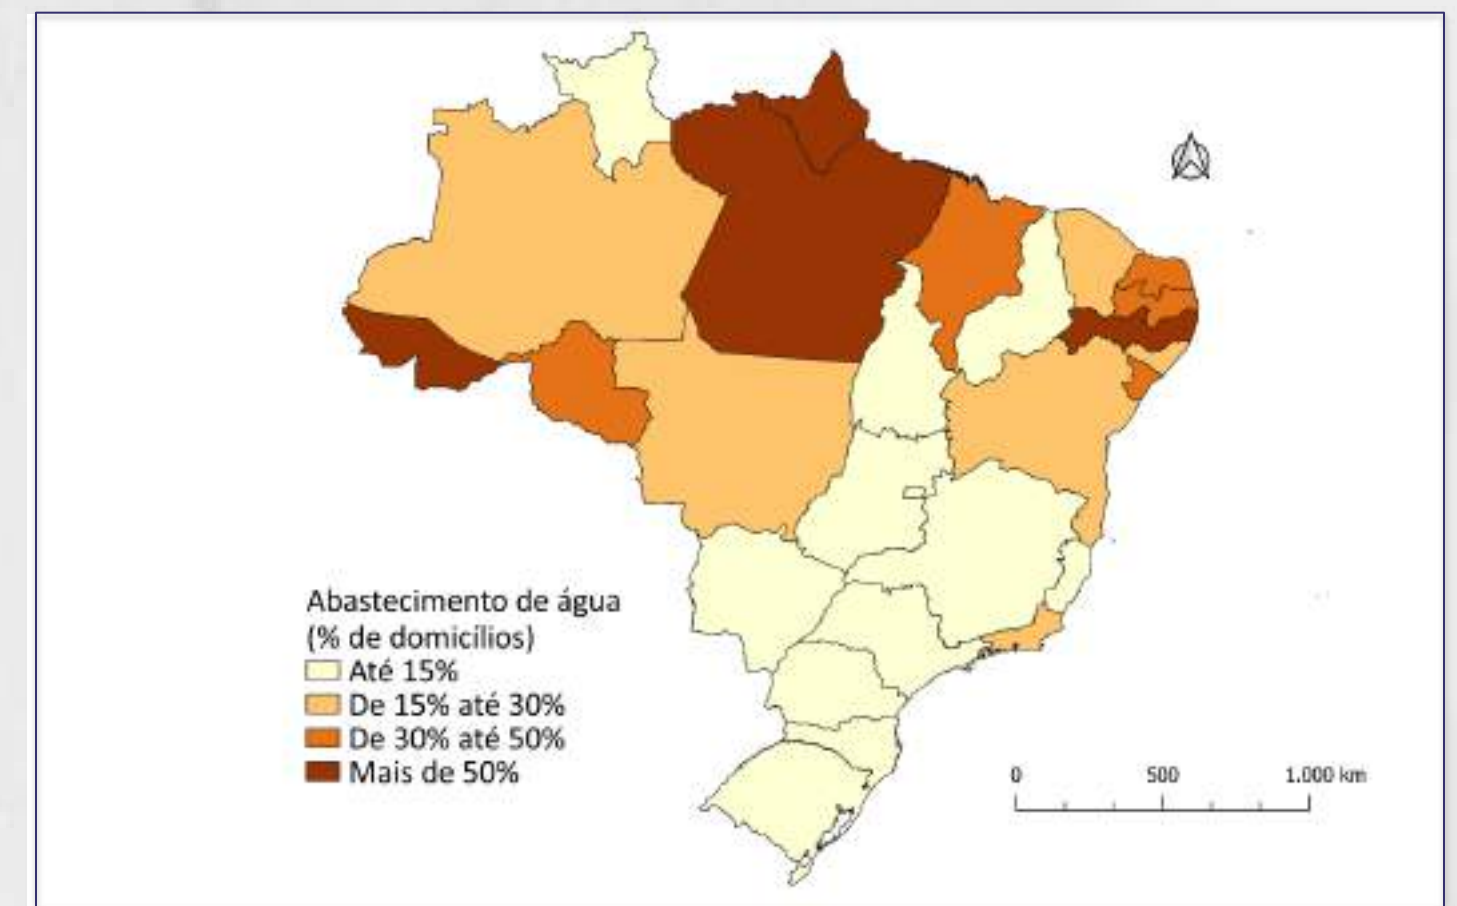 Abastecimento de água
(% de domicílios)
Até 15%
De 15% até 30%
De 30% até 50%
Mais de 50%
0 500 1.000 km